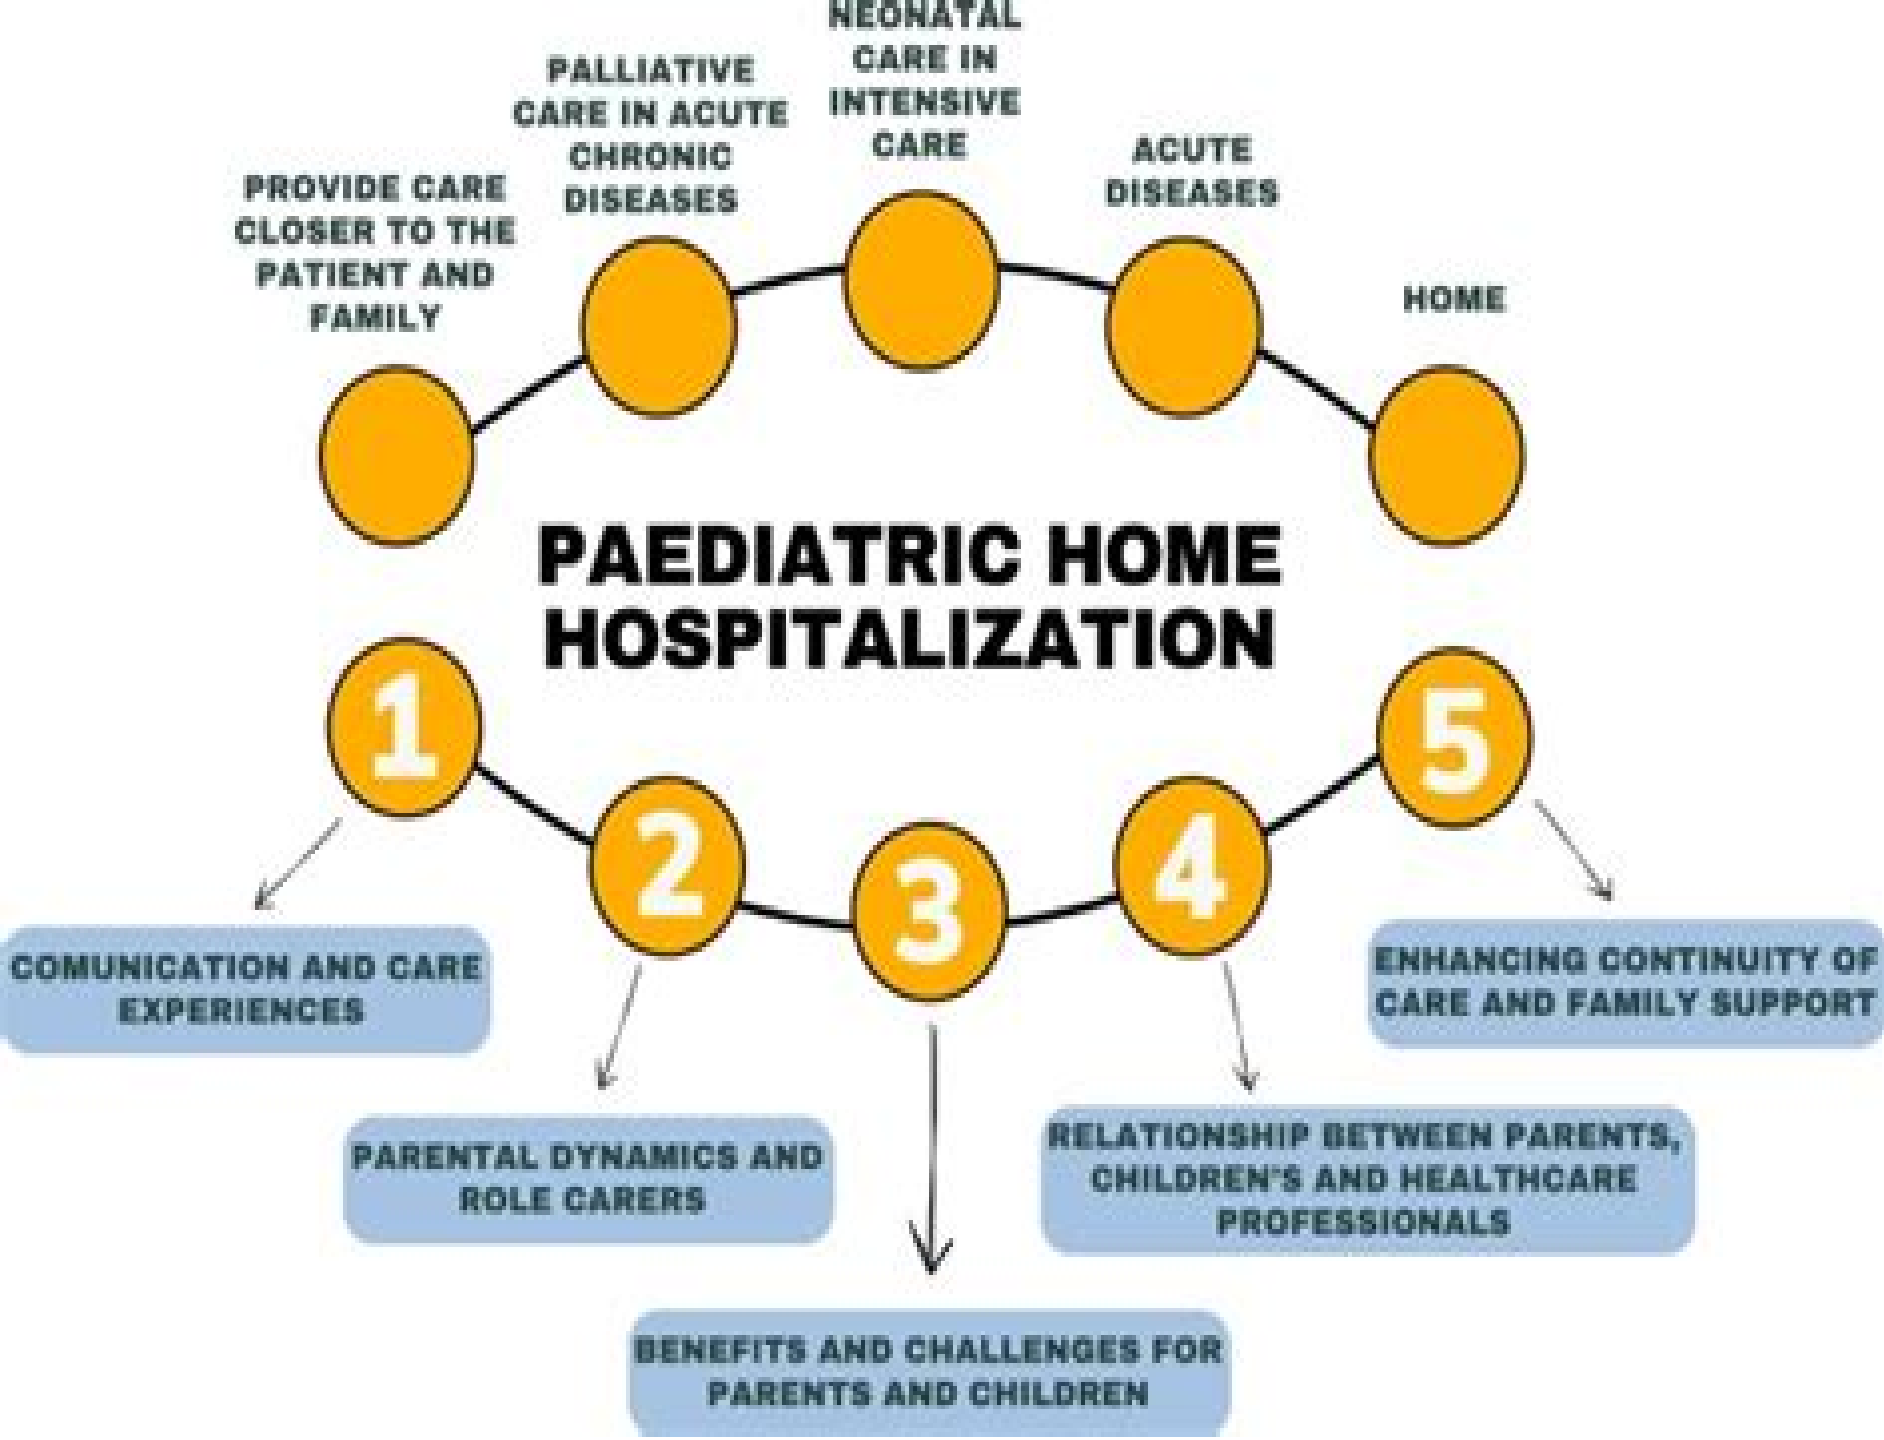 NEONATAL
CARE IN
INTENSIVE
CARE
PALLIATIVE
CARE IN ACUTE
CHRONIC
DISEASES
ACUTE
DISEASES
PROVIDE CARE
CLOSER TO THE
PATIENT AND
FAMILY
HOME
PAEDIATRIC HOME
HOSPITALIZATION
1
2
3
4
5
COMUNICATION AND CARE
EXPERIENCES
PARENTAL DYNAMICS AND
ROLE CARERS
BENEFITS AND CHALLENGES FOR
PARENTS AND CHILDREN
RELATIONSHIP BETWEEN PARENTS,
CHILDREN'S AND HEALTHCARE
PROFESSIONALS
ENHANCING CONTINUITY OF
CARE AND FAMILY SUPPORT